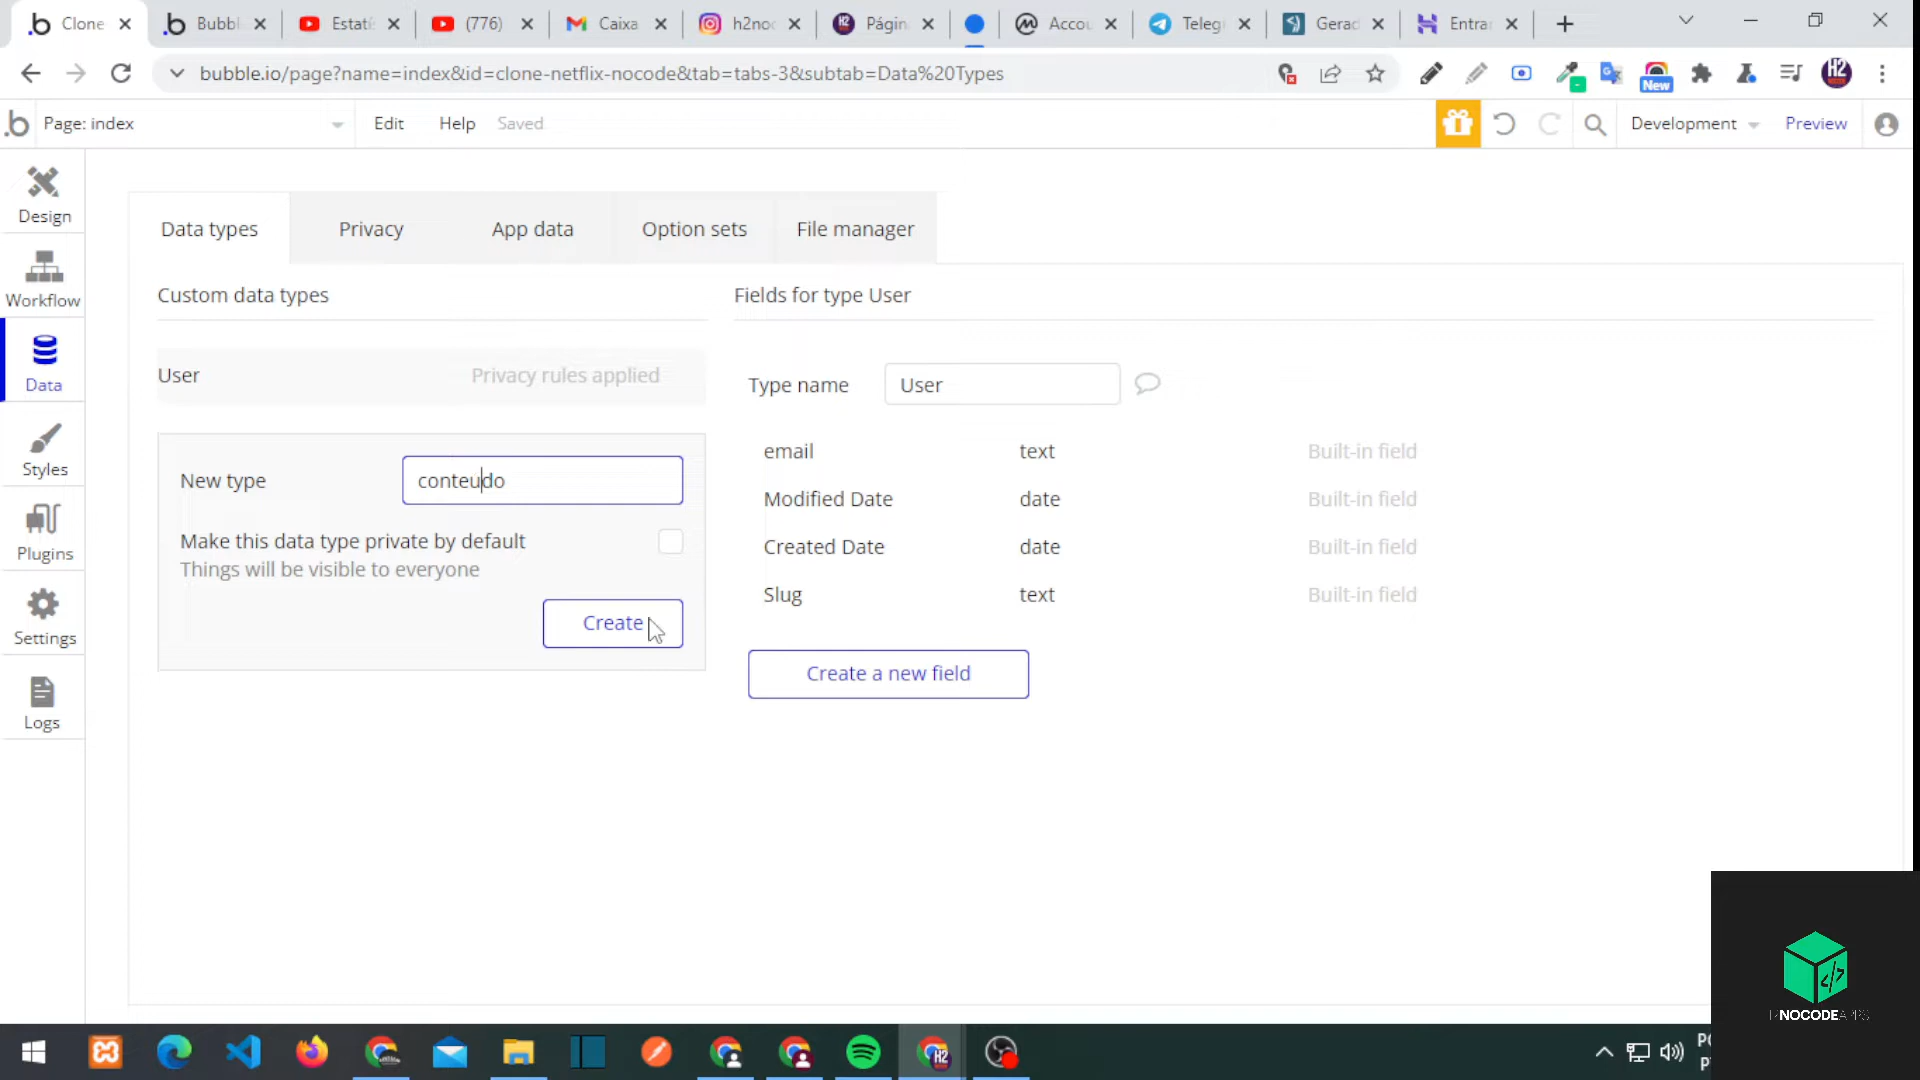 Clone
Bubbl
Estatí
(776)
Caixa
h2noc
Págin
Accou
Telegr
Gerad
Entrar
bubble.io/page?name=index&id=clone-netflix-nocode&tab=tabs-3&subtab=Data%20Types
New
H2
Page: index
Edit
Help
Saved
Development
Preview
Design
Workflow
Data
Styles
Plugins
Settings
Logs
Data types
Privacy
App data
Option sets
File manager
Custom data types
User
Privacy rules applied
New type
conteudo
Make this data type private by default
Things will be visible to everyone
Create
Fields for type User
Type name
User
email text Built-in field
Modified Date date Built-in field
Created Date date Built-in field
Slug text Built-in field
Create a new field
NOCODE